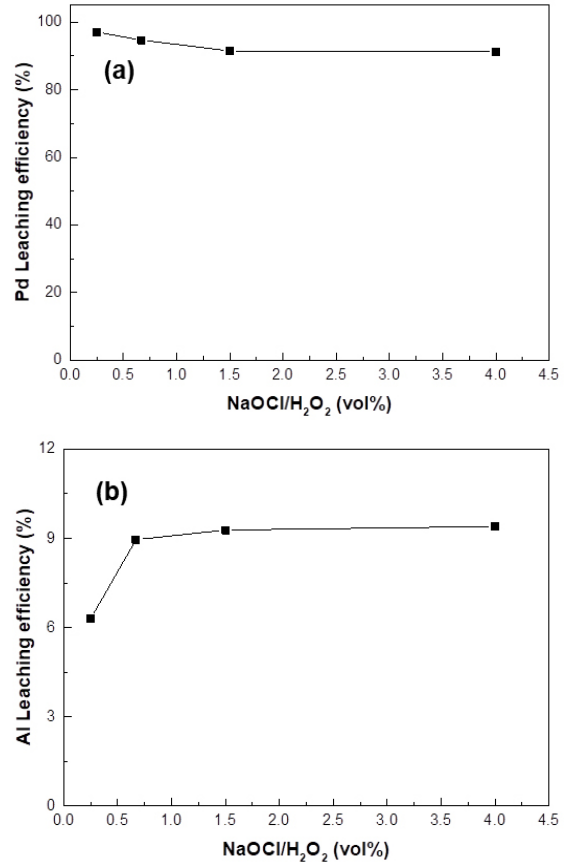 100
80
60
40
20
0
Pd Leaching efficiency (%)
(a)
0.0 0.5 1.0 1.5 2.0 2.5 3.0 3.5 4.0 4.5
NaOCl/H₂O₂ (vol%)
12
9
6
3
0
Al Leaching efficiency (%)
(b)
0.0 0.5 1.0 1.5 2.0 2.5 3.0 3.5 4.0 4.5
NaOCl/H₂O₂ (vol%)